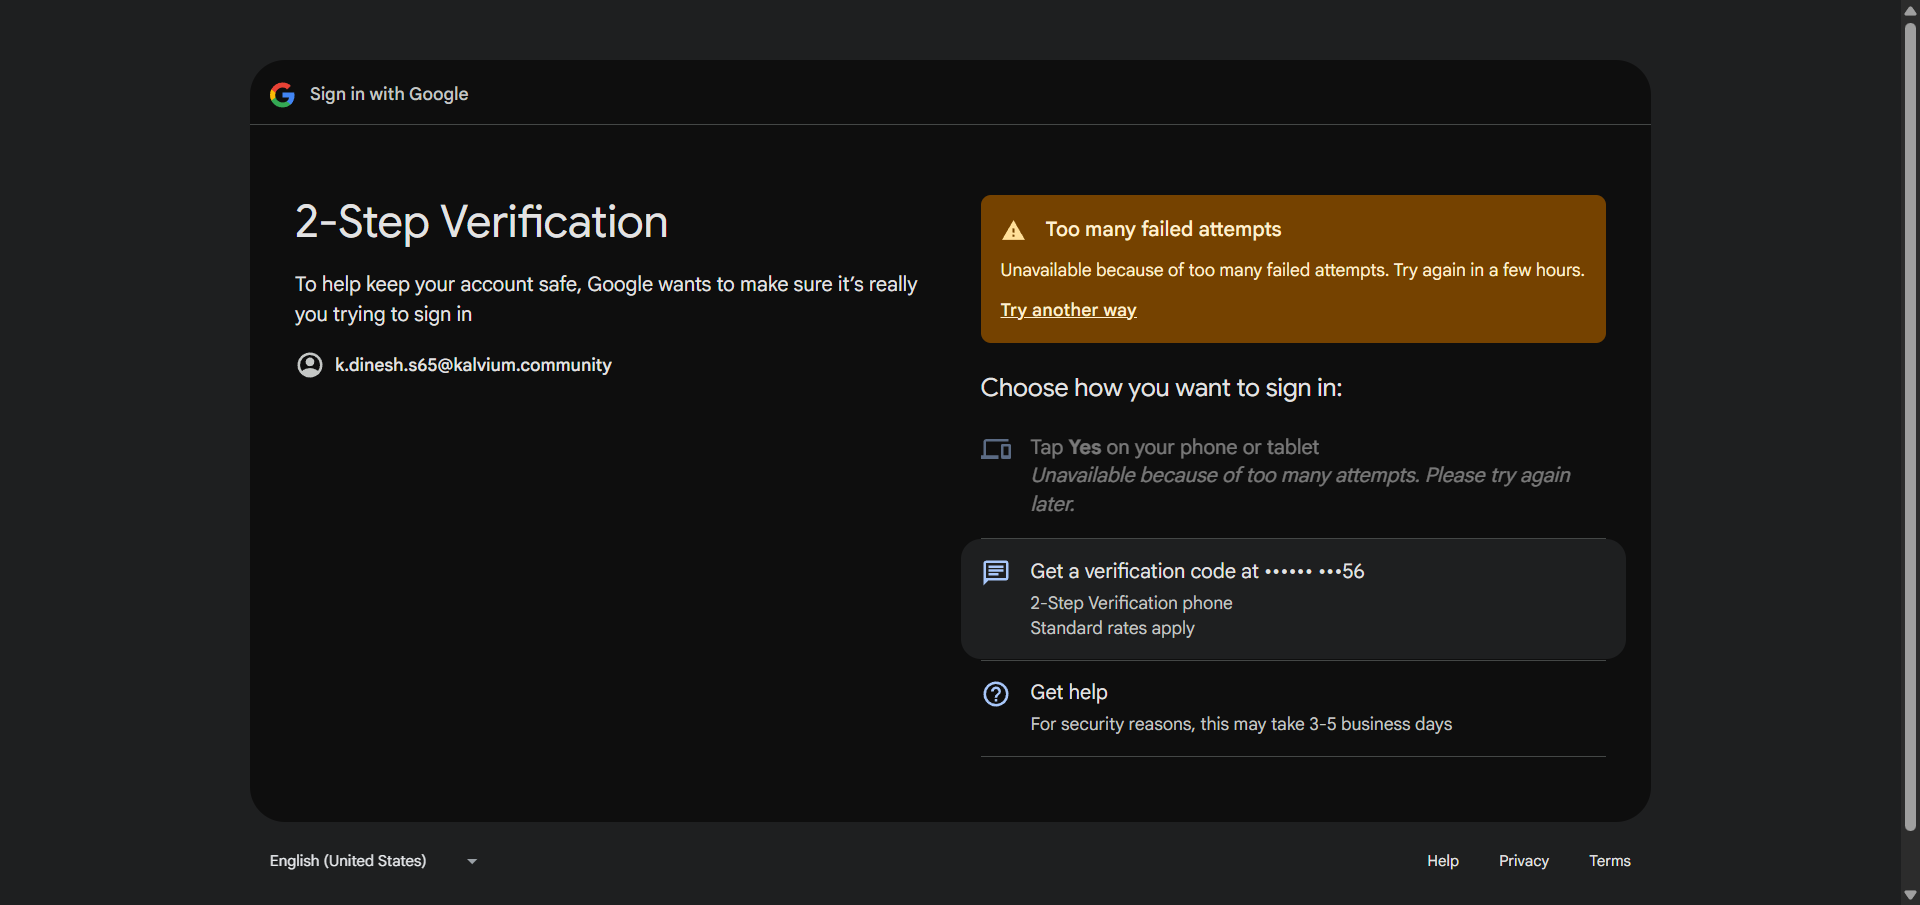 Sign in with Google
2-Step Verification
To help keep your account safe, Google wants to make sure it’s really
you trying to sign in
k.dinesh.s65@kalvium.community
Too many failed attempts
Unavailable because of too many failed attempts. Try again in a few hours.
Try another way
Choose how you want to sign in:
Tap Yes on your phone or tablet
Unavailable because of too many attempts. Please try again
later.
Get a verification code at •••••• •••56
2-Step Verification phone
Standard rates apply
Get help
For security reasons, this may take 3-5 business days
English (United States)
Help
Privacy
Terms